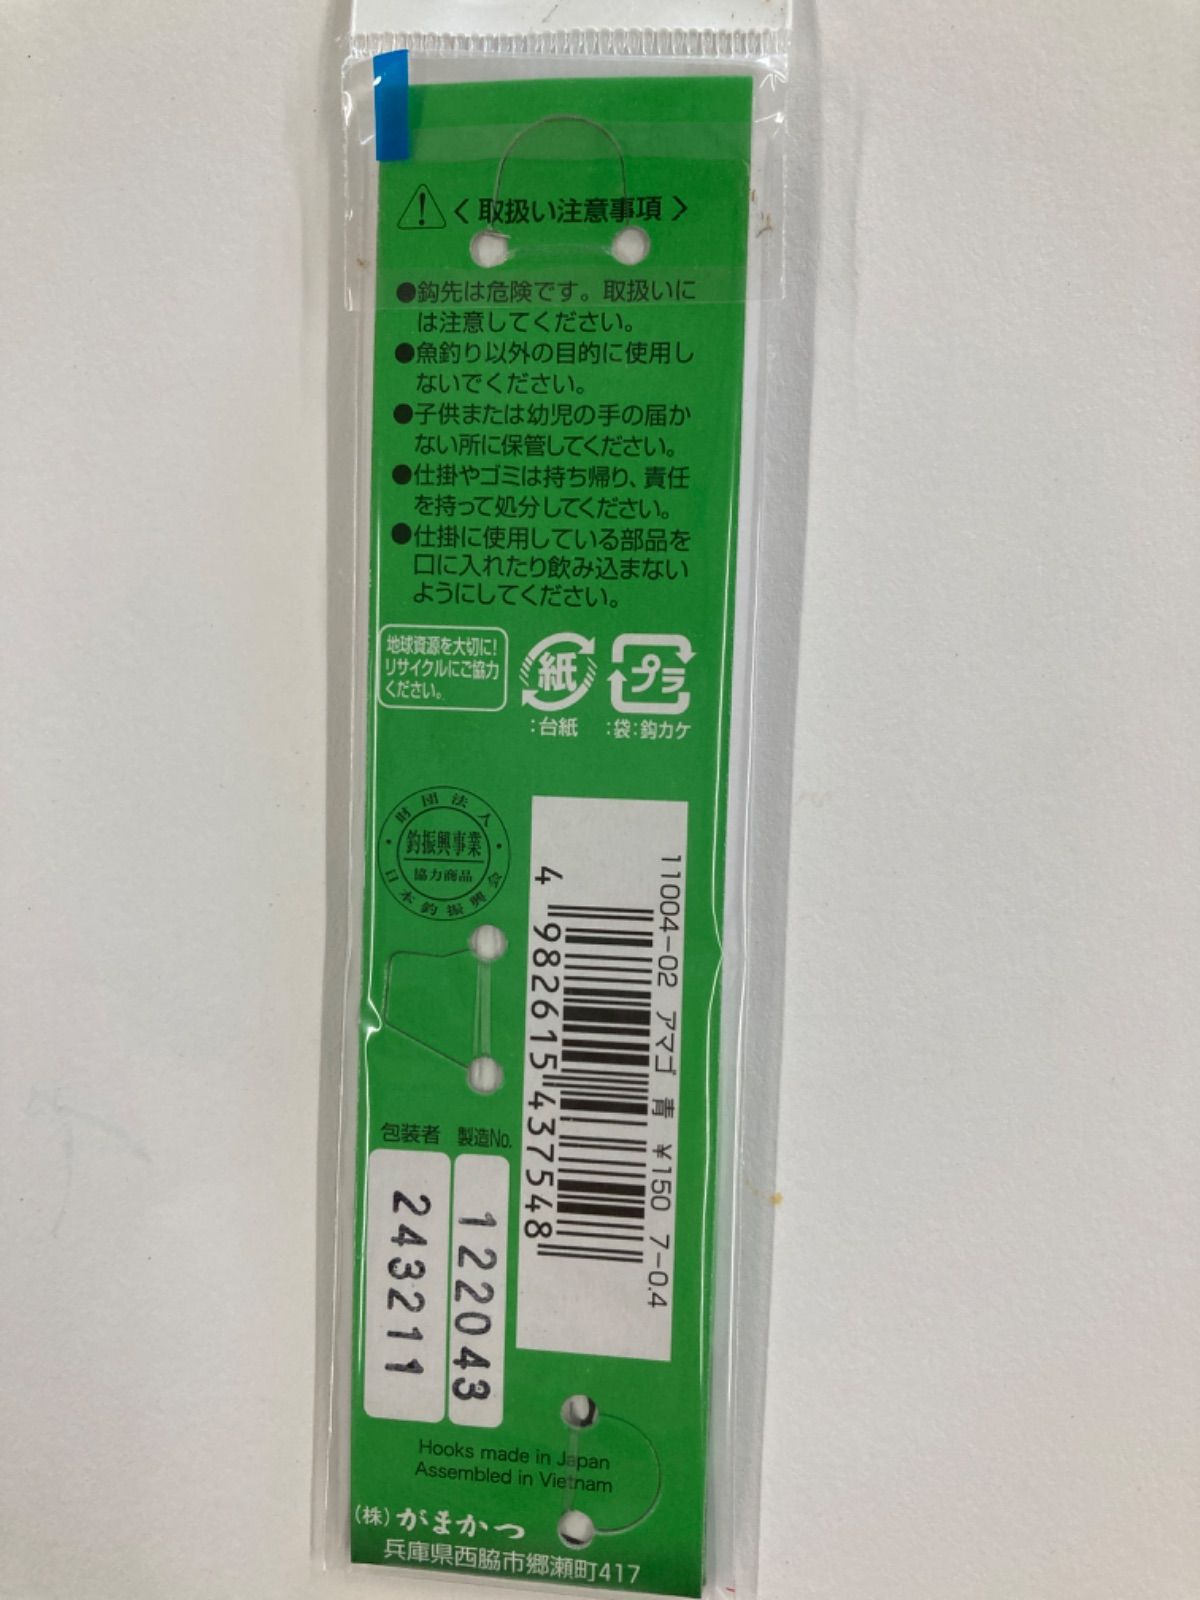 〈取扱い注意事項〉
●鈎先は危険です。取扱いに
は注意してください。
●魚釣り以外の目的に使用し
ないでください。
●子供または幼児の手の届か
ない所に保管してください。
●仕掛やゴミは持ち帰り、責任
を持って処分してください。
●仕掛に使用している部品を
口に入れたり飲み込まない
ようにしてください。
地球資源を大切に!
リサイクルにご協力
ください。
紙
:台紙
プラ
:袋:鈎カケ
財団法人
釣振興事業
協力商品
日本釣振興会
11004-02 アマゴ 青 ¥150 7-0.4
4 982615 437548
包装者
243211
製造No.
122043
Hooks made in Japan
Assembled in Vietnam
(株)がまかつ
兵庫県西脇市郷瀬町417